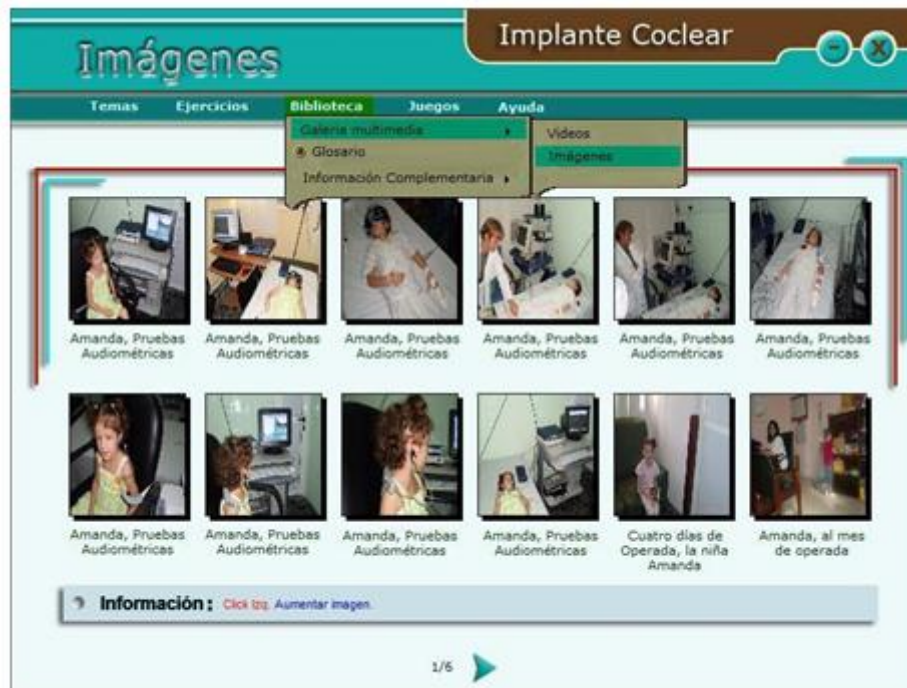 Implante Coclear
Imágenes
Temas Ejercicios Biblioteca Juegos Ayuda
Galería multimedia
Glosario
Información Complementaria
Videos
Imágenes
Amanda, Pruebas
Audiométricas
Amanda, Pruebas
Audiométricas
Amanda, Pruebas
Audiométricas
Amanda, Pruebas
Audiométricas
Amanda, Pruebas
Audiométricas
Amanda, Pruebas
Audiométricas
Amanda, Pruebas
Audiométricas
Amanda, Pruebas
Audiométricas
Amanda, Pruebas
Audiométricas
Amanda, Pruebas
Audiométricas
Cuatro días de
Operada, la niña
Amanda
Amanda, al mes
de operada
Información: Click Izq. Aumentar imagen.
1/6